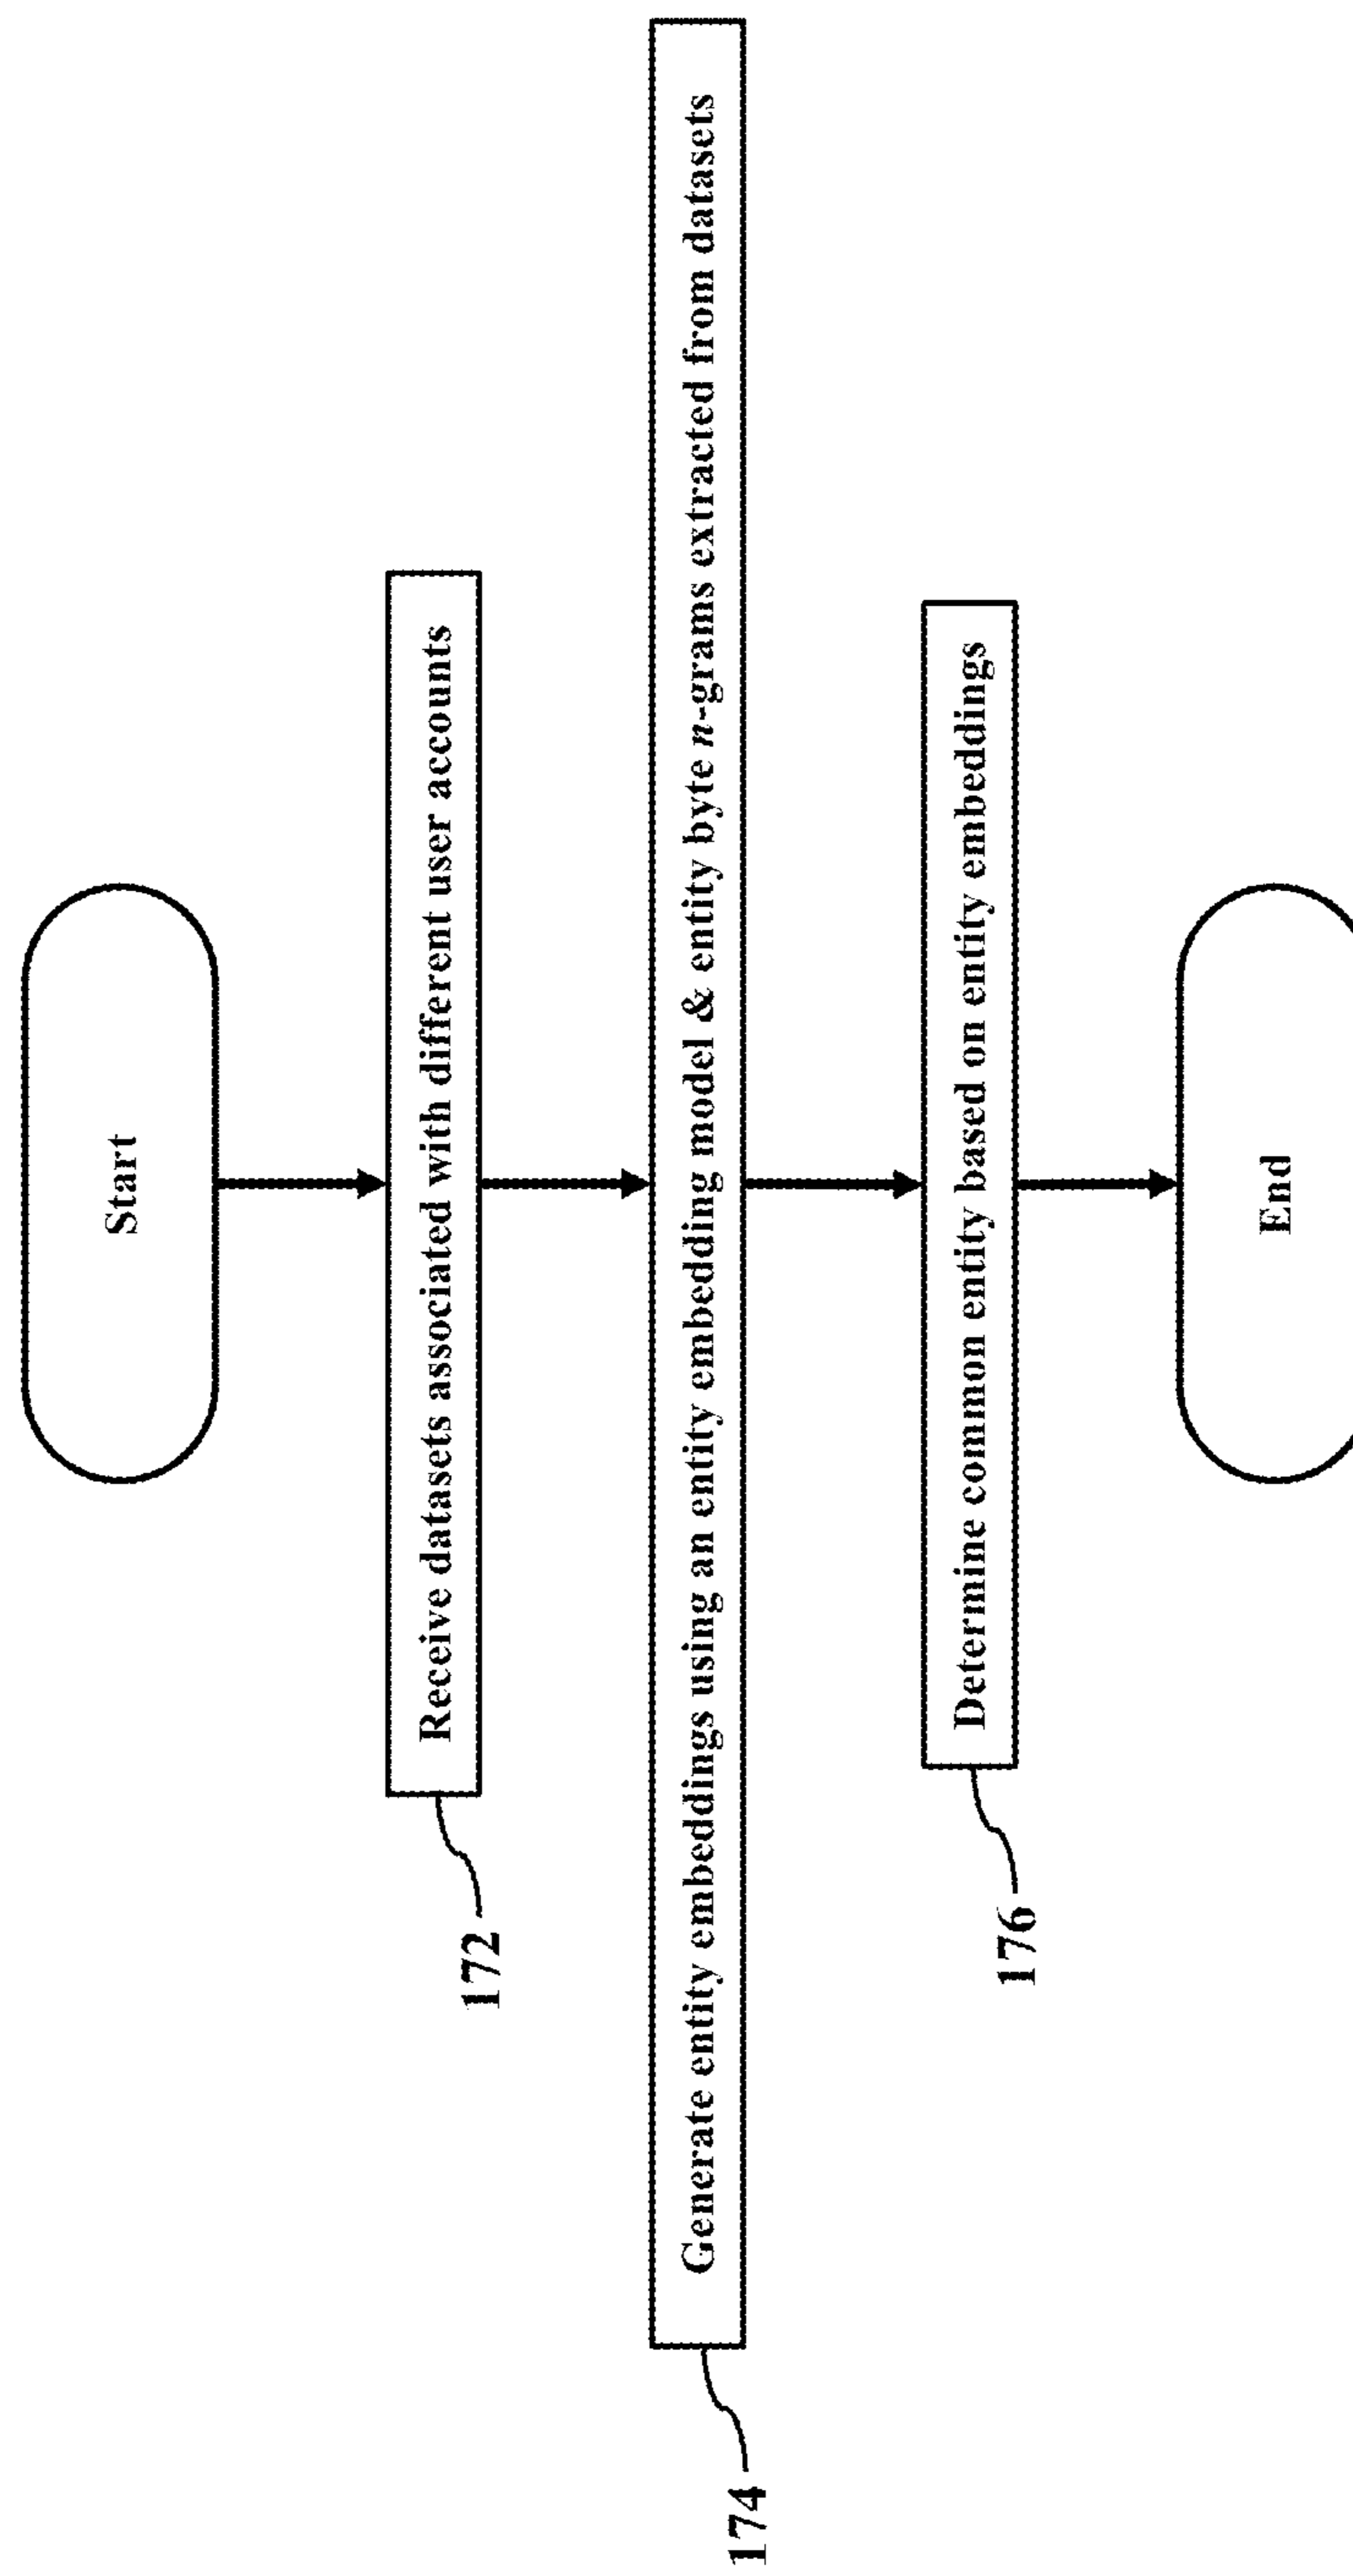 Start
Receive datasets associated with different user accounts
172
Generate entity embeddings using an entity embedding model & entity byte n-grams extracted from datasets
174
Determine common entity based on entity embeddings
176
End